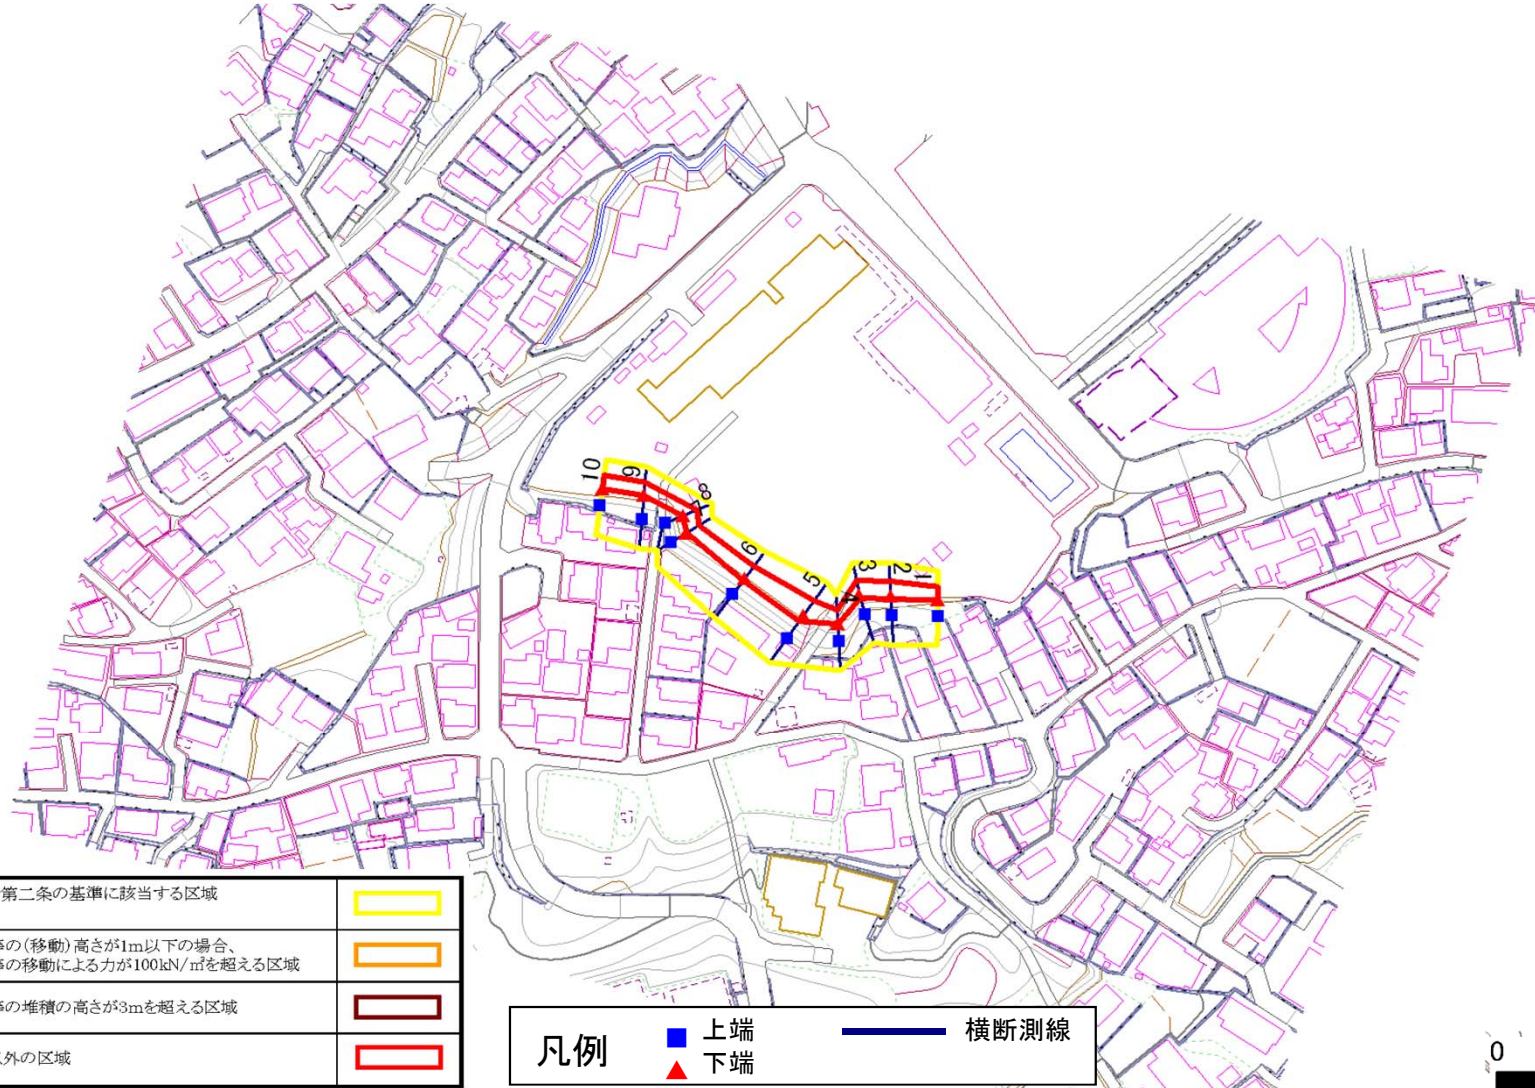 10
9
8
6
5
4
3
2
1
第二条の基準に該当する区域
の(移動)高さが1m以下の場合、
の移動による力が100kN/㎡を超える区域
の堆積の高さが3mを超える区域
外の区域
凡例
上端
下端
横断測線
0